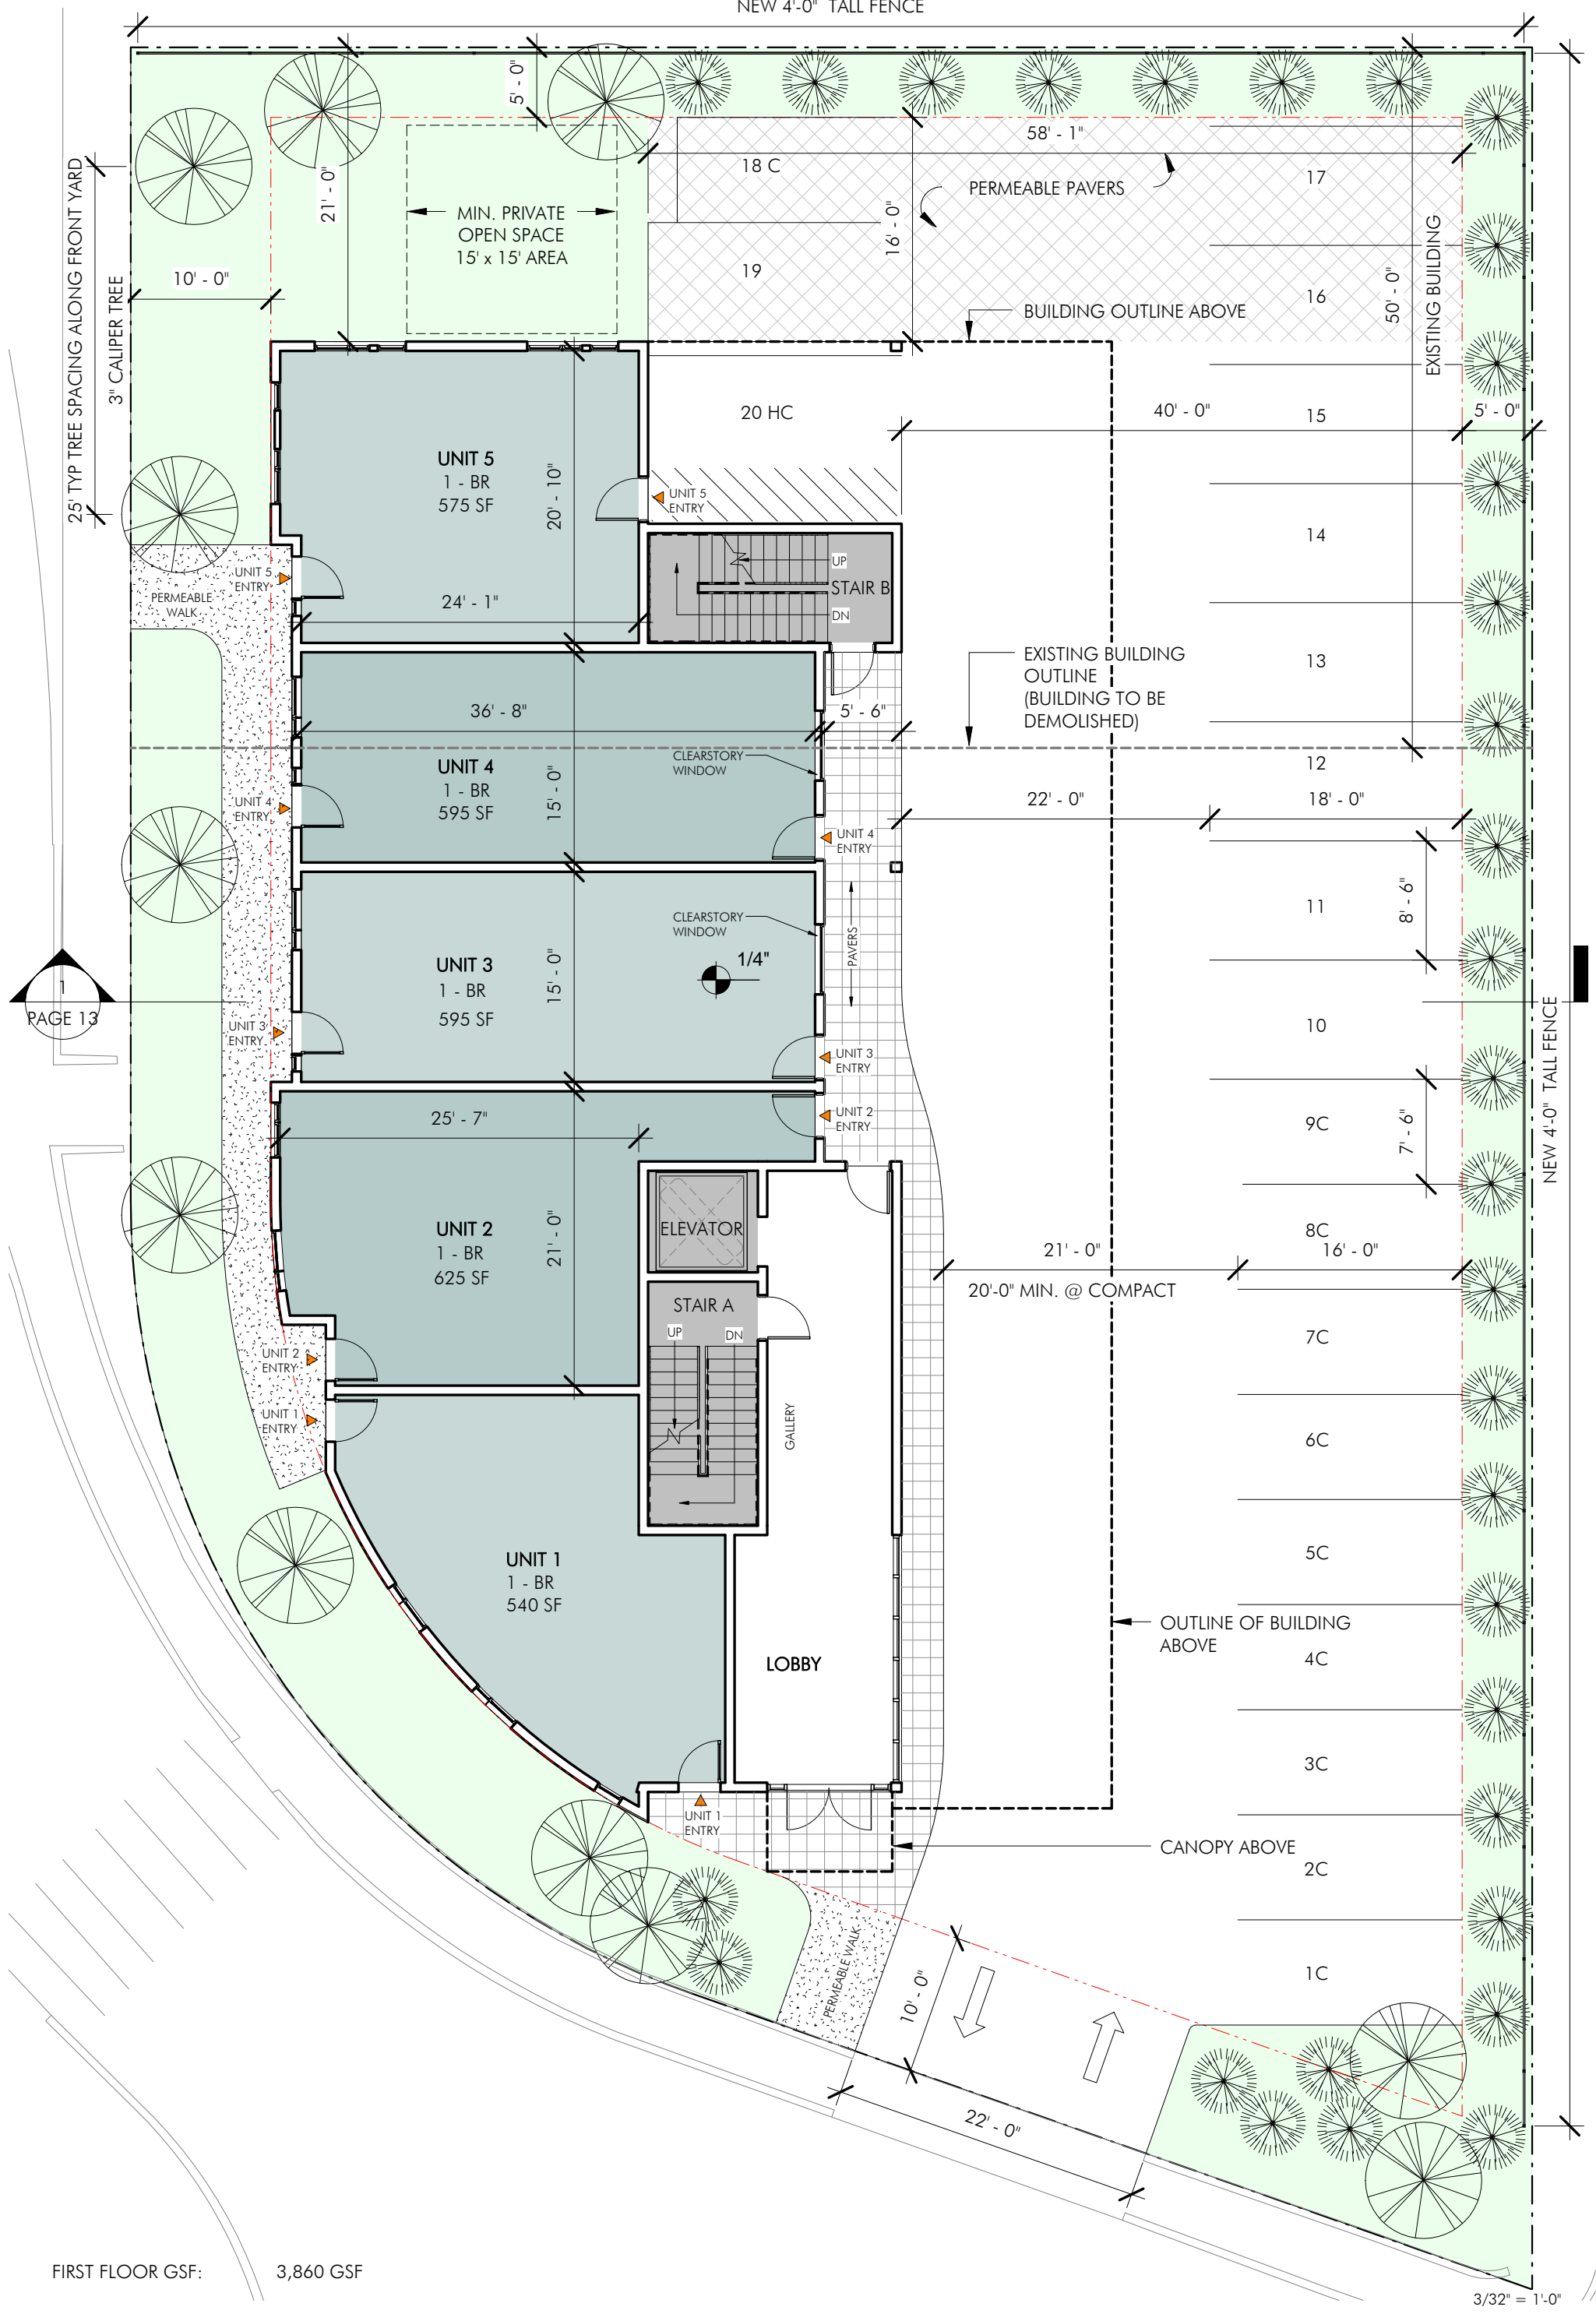 NEW 4'-0" TALL FENCE
5' - 0"
58' - 1"
18 C
17
PERMEABLE PAVERS
21' - 0"
MIN. PRIVATE
OPEN SPACE
15' x 15' AREA
16' - 0"
25' TYP TREE SPACING ALONG FRONT YARD
3" CALIPER TREE
10' - 0"
19
16
50' - 0"
EXISTING BUILDING
BUILDING OUTLINE ABOVE
20 HC
40' - 0"
15
5' - 0"
UNIT 5
1 - BR
575 SF
20' - 10"
UNIT 5
ENTRY
14
UP
STAIR B
DN
UNIT 5
ENTRY
PERMEABLE
WALK
24' - 1"
EXISTING BUILDING
OUTLINE
(BUILDING TO BE
DEMOLISHED)
13
36' - 8"
5' - 6"
CLEARSTORY
WINDOW
12
UNIT 4
1 - BR
595 SF
15' - 0"
UNIT 4
ENTRY
22' - 0"
18' - 0"
UNIT 4
ENTRY
11
8' - 6"
CLEARSTORY
WINDOW
PAVERS
UNIT 3
1 - BR
595 SF
15' - 0"
1/4"
1
PAGE 13
UNIT 3
ENTRY
10
NEW 4'-0" TALL FENCE
UNIT 3
ENTRY
UNIT 2
ENTRY
25' - 7"
9C
7' - 6"
UNIT 2
1 - BR
625 SF
21' - 0"
ELEVATOR
8C
21' - 0"
16' - 0"
20'-0" MIN. @ COMPACT
STAIR A
UP
DN
7C
UNIT 2
ENTRY
UNIT 1
ENTRY
GALLERY
6C
UNIT 1
1 - BR
540 SF
5C
OUTLINE OF BUILDING
ABOVE
4C
LOBBY
3C
UNIT 1
ENTRY
CANOPY ABOVE
2C
PERMEABLE WALK
10' - 0"
1C
22' - 0"
FIRST FLOOR GSF: 3,860 GSF
3/32" = 1'-0"